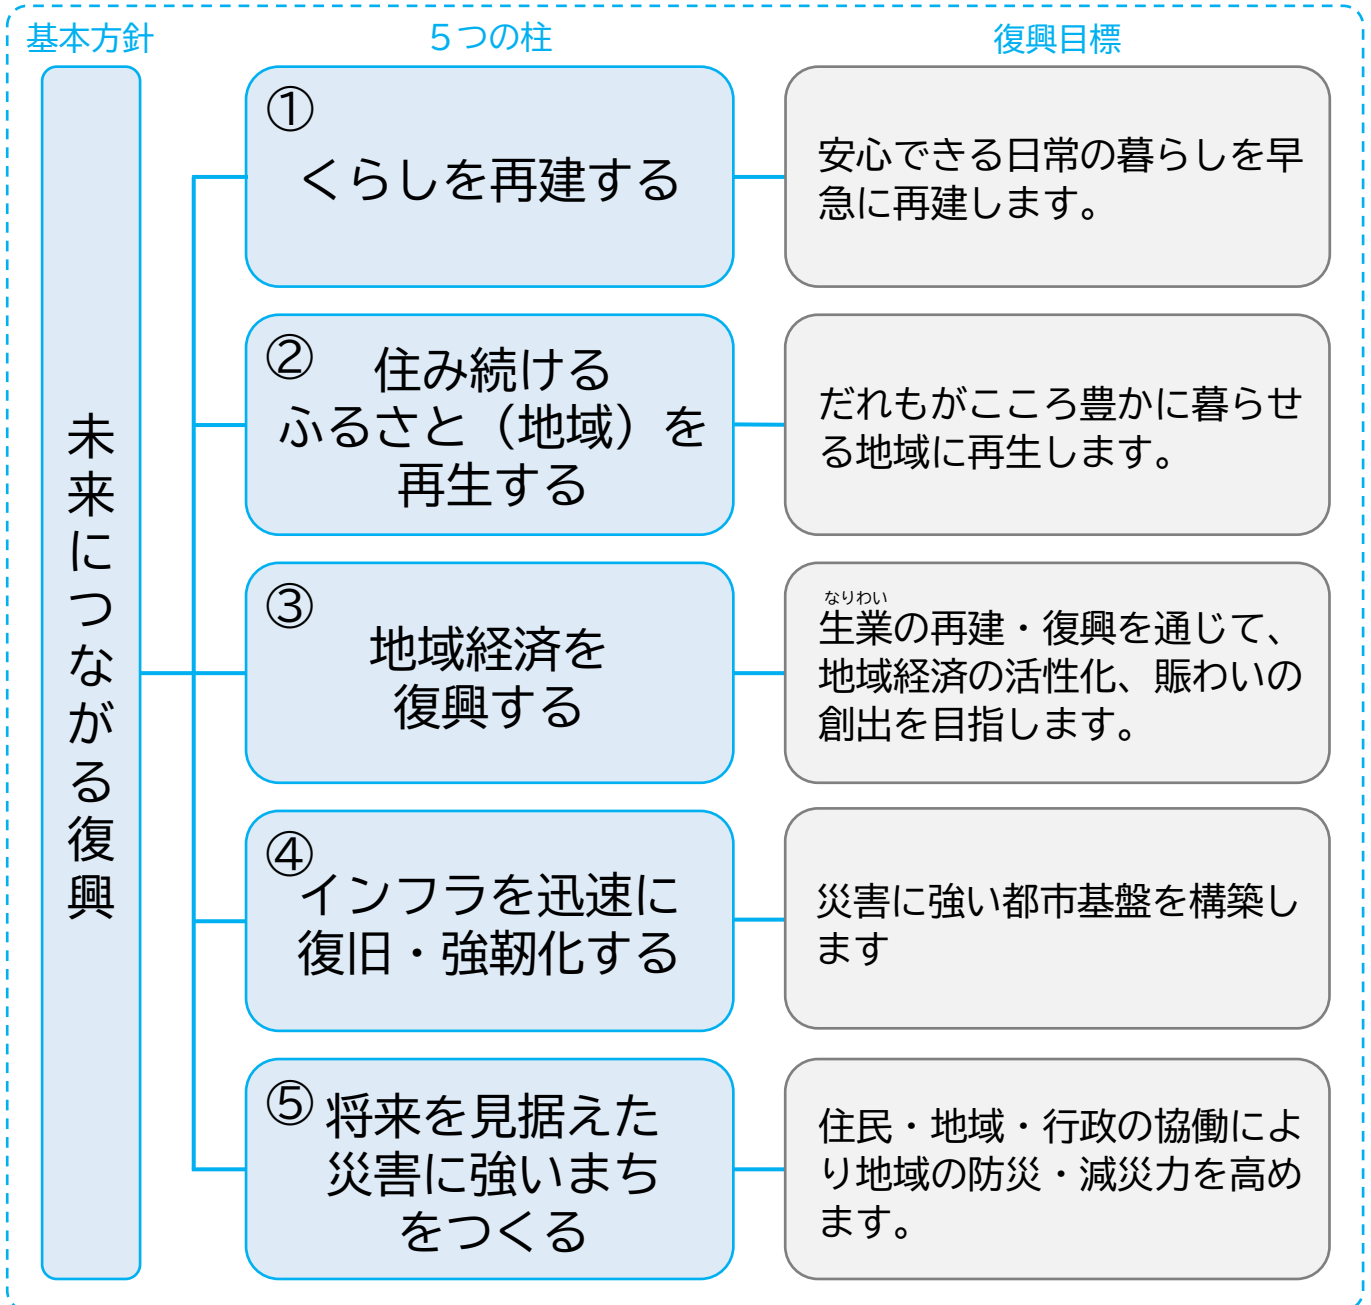 基本方針
５つの柱
復興目標
未来につながる復興
①
くらしを再建する
安心できる日常の暮らしを早
急に再建します。
②
住み続ける
ふるさと（地域）を
再生する
だれもがこころ豊かに暮らせ
る地域に再生します。
③
地域経済を
復興する
なりわい
生業の再建・復興を通じて、
地域経済の活性化、賑わいの
創出を目指します。
④
インフラを迅速に
復旧・強靭化する
災害に強い都市基盤を構築し
ます
⑤
将来を見据えた
災害に強いまち
をつくる
住民・地域・行政の協働によ
り地域の防災・減災力を高め
ます。